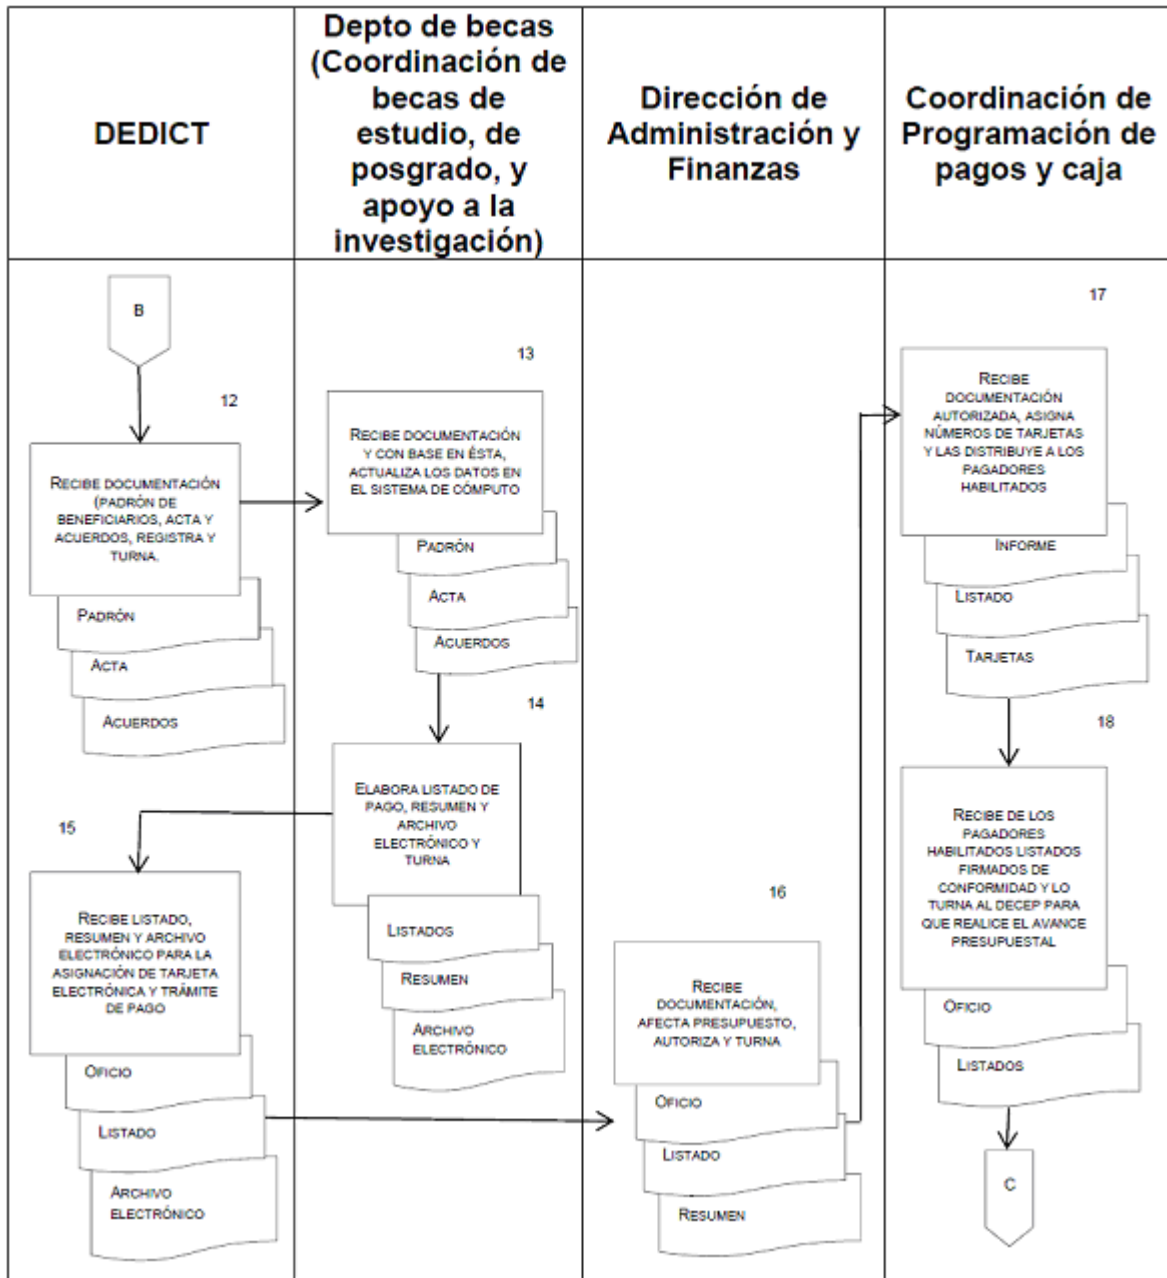 DEDICT
Depto de becas
(Coordinación de
becas de
estudio, de
posgrado, y
apoyo a la
investigación)
Dirección de
Administración y
Finanzas
Coordinación de
Programación de
pagos y caja
B
12
RECIBE DOCUMENTACIÓN
(PADRÓN DE
BENEFICIARIOS, ACTA Y
ACUERDOS, REGISTRA Y
TURNA.
PADRÓN
ACTA
ACUERDOS
13
RECIBE DOCUMENTACIÓN
Y CON BASE EN ÉSTA,
ACTUALIZA LOS DATOS EN
EL SISTEMA DE CÓMPUTO
PADRÓN
ACTA
ACUERDOS
14
ELABORA LISTADO DE
PAGO, RESUMEN Y
ARCHIVO
ELECTRÓNICO Y
TURNA
LISTADOS
RESUMEN
ARCHIVO
ELECTRÓNICO
15
RECIBE LISTADO,
RESUMEN Y ARCHIVO
ELECTRÓNICO PARA LA
ASIGNACIÓN DE TARJETA
ELECTRÓNICA Y TRÁMITE
DE PAGO
OFICIO
LISTADO
ARCHIVO
ELECTRÓNICO
16
RECIBE
DOCUMENTACIÓN,
AFECTA PRESUPUESTO,
AUTORIZA Y TURNA
OFICIO
LISTADO
RESUMEN
17
RECIBE
DOCUMENTACIÓN
AUTORIZADA, ASIGNA
NÚMEROS DE TARJETAS
Y LAS DISTRIBUYE A LOS
PAGADORES
HABILITADOS
INFORME
LISTADO
TARJETAS
18
RECIBE DE LOS
PAGADORES
HABILITADOS LISTADOS
FIRMADOS DE
CONFORMIDAD Y LO
TURNA AL DECEP PARA
QUE REALICE EL AVANCE
PRESUPUESTAL
OFICIO
LISTADOS
C